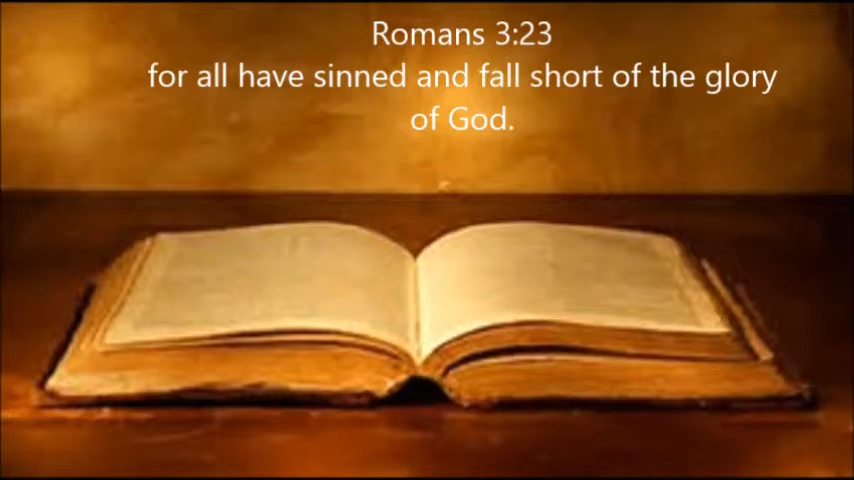 Romans 3:23
for all have sinned and fall short of the glory
of God.